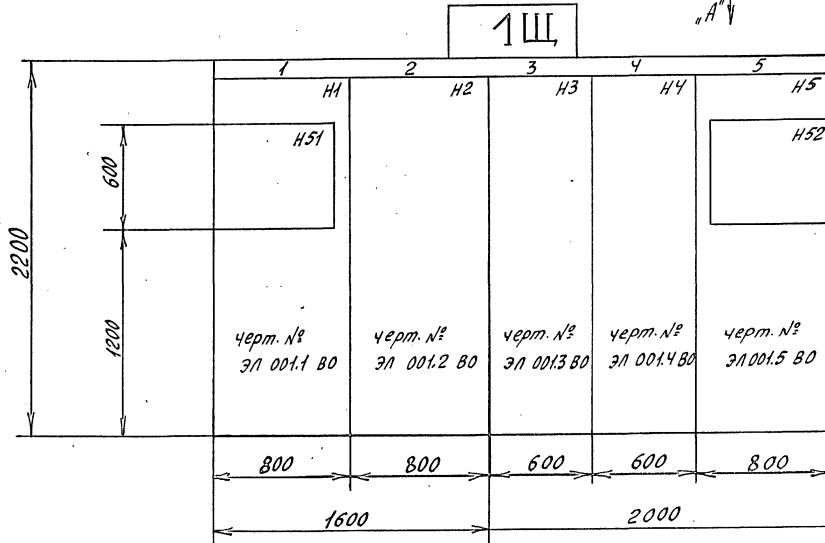 „А"
1Щ
1 2 3 4 5
Н1 Н2 Н3 Н4 Н5
Н51 Н52
600
2200
1200
черт. №
ЭЛ 001.1 ВО
черт. №
ЭЛ 001.2 ВО
черт. №
ЭЛ 001.3 ВО
черт. №
ЭЛ 001.4 ВО
черт. №
ЭЛ 001.5 ВО
800 800 600 600 800
1600 2000